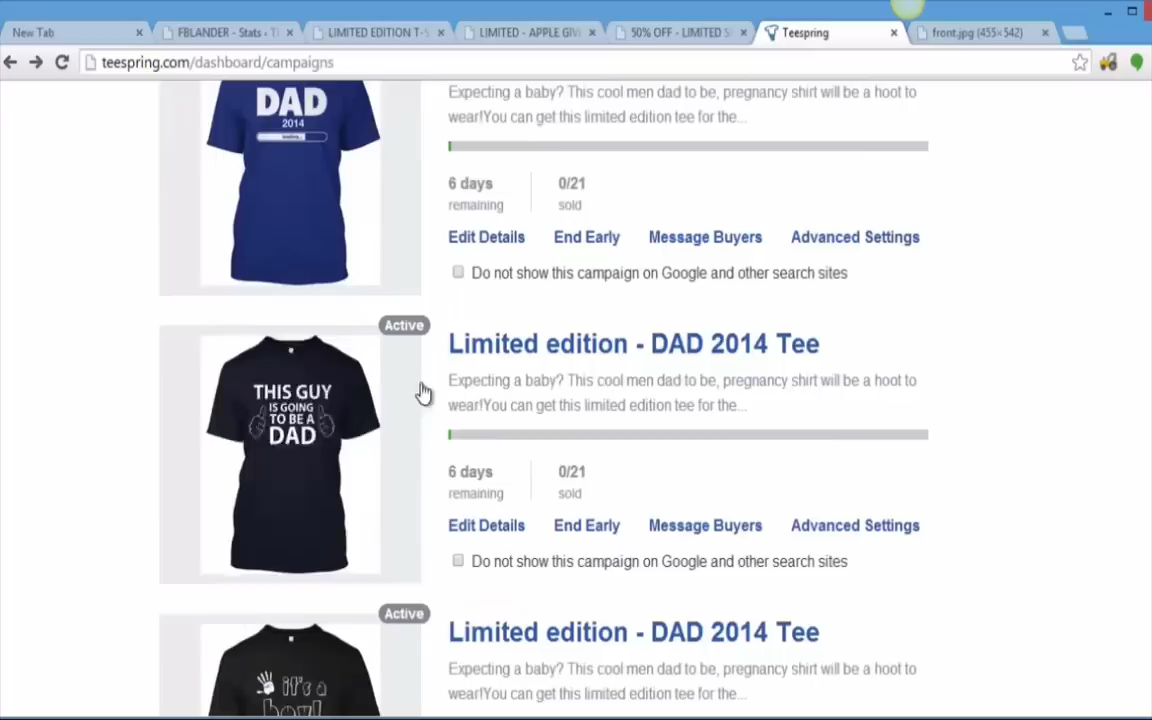 New Tab
FBLANDER - Stats
LIMITED EDITION T-S
LIMITED - APPLE GIV
50% OFF - LIMITED
Teespring
front.jpg (455×542)
teespring.com/dashboard/campaigns
DAD
2014
Expecting a baby? This cool men dad to be, pregnancy shirt will be a hoot to
wear!You can get this limited edition tee for the...
6 days
remaining
0/21
sold
Edit Details
End Early
Message Buyers
Advanced Settings
Do not show this campaign on Google and other search sites
Active
THIS GUY
IS GOING
TO BE A
DAD
Limited edition - DAD 2014 Tee
Expecting a baby? This cool men dad to be, pregnancy shirt will be a hoot to
wear!You can get this limited edition tee for the...
6 days
remaining
0/21
sold
Edit Details
End Early
Message Buyers
Advanced Settings
Do not show this campaign on Google and other search sites
Active
it's a
boy!
Limited edition - DAD 2014 Tee
Expecting a baby? This cool men dad to be, pregnancy shirt will be a hoot to
wear!You can get this limited edition tee for the...